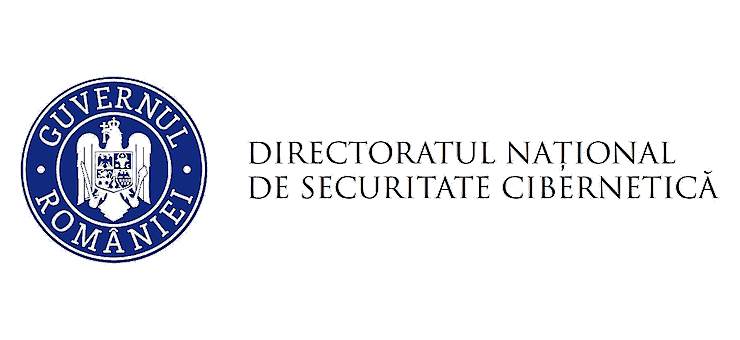 GUVERNUL
ROMÂNIEI
DIRECTORATUL NAȚIONAL
DE SECURITATE CIBERNETICĂ